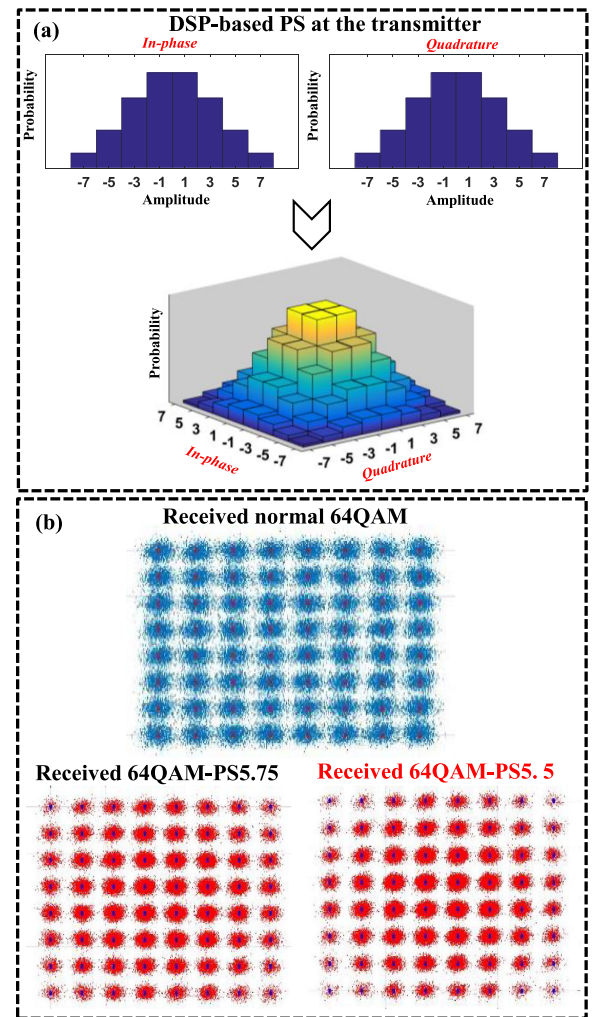 (a)
DSP-based PS at the transmitter
In-phase
Quadrature
Probability
Probability
-7 -5 -3 -1 1 3 5 7
-7 -5 -3 -1 1 3 5 7
Amplitude
Amplitude
Probability
7 5 3 1 -1 -3 -5 -7
-7 -5 -3 -1 1 3 5 7
In-phase
Quadrature
(b)
Received normal 64QAM
Received 64QAM-PS5.75
Received 64QAM-PS5. 5